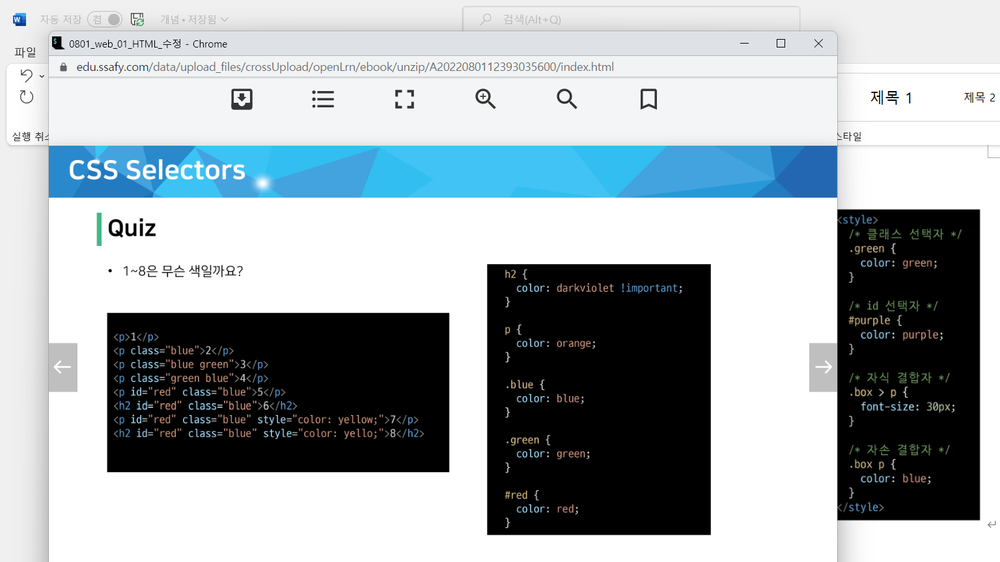 자동 저장 켬 개념 • 저장됨 검색(Alt+Q)
파일
0801_web_01_HTML_수정 - Chrome
edu.ssafy.com/data/upload_files/crossUpload/openLrn/ebook/unzip/A2022080112393035600/index.html
제목 1 제목 2
실행 취소
스타일
CSS Selectors
Quiz
• 1~8은 무슨 색일까요?
<p>1</p>
<p class="blue">2</p>
<p class="blue green">3</p>
<p class="green blue">4</p>
<p id="red" class="blue">5</p>
<h2 id="red" class="blue">6</h2>
<p id="red" class="blue" style="color: yellow;">7</p>
<h2 id="red" class="blue" style="color: yello;">8</h2>
h2 {
color: darkviolet !important;
}
p {
color: orange;
}
.blue {
color: blue;
}
.green {
color: green;
}
#red {
color: red;
}
<style>
/* 클래스 선택자 */
.green {
color: green;
}
/* id 선택자 */
#purple {
color: purple;
}
/* 자식 결합자 */
.box > p {
font-size: 30px;
}
/* 자손 결합자 */
.box p {
color: blue;
}
</style>